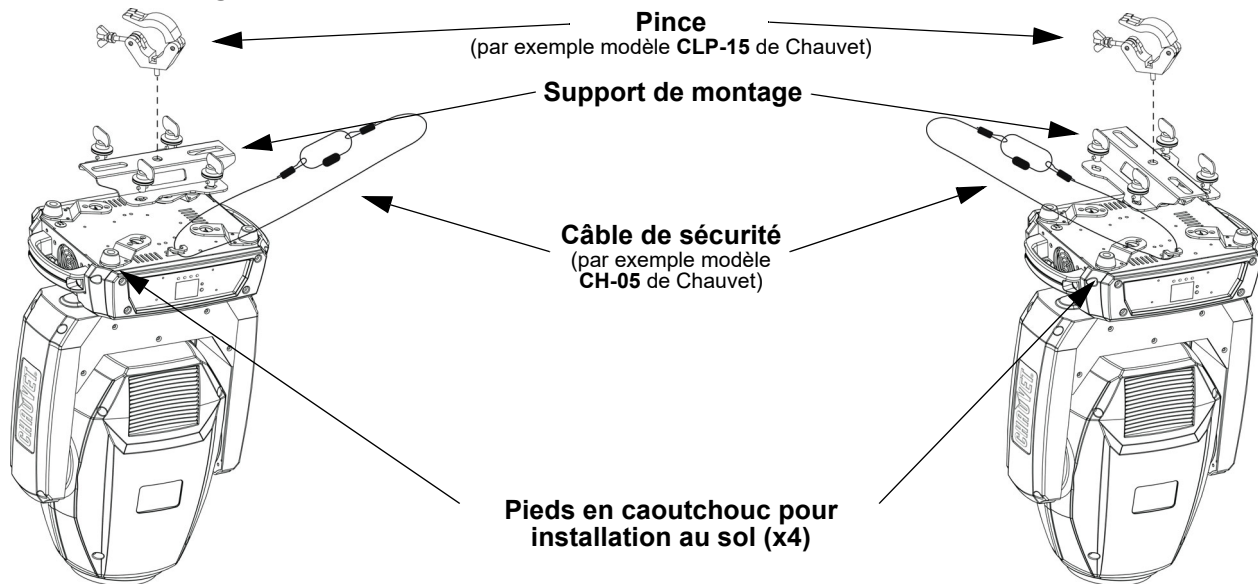 Pince
(par exemple modèle CLP-15 de Chauvet)
Support de montage
Câble de sécurité
(par exemple modèle
CH-05 de Chauvet)
Pieds en caoutchouc pour
installation au sol (x4)
CHAUVET
CHAUVET